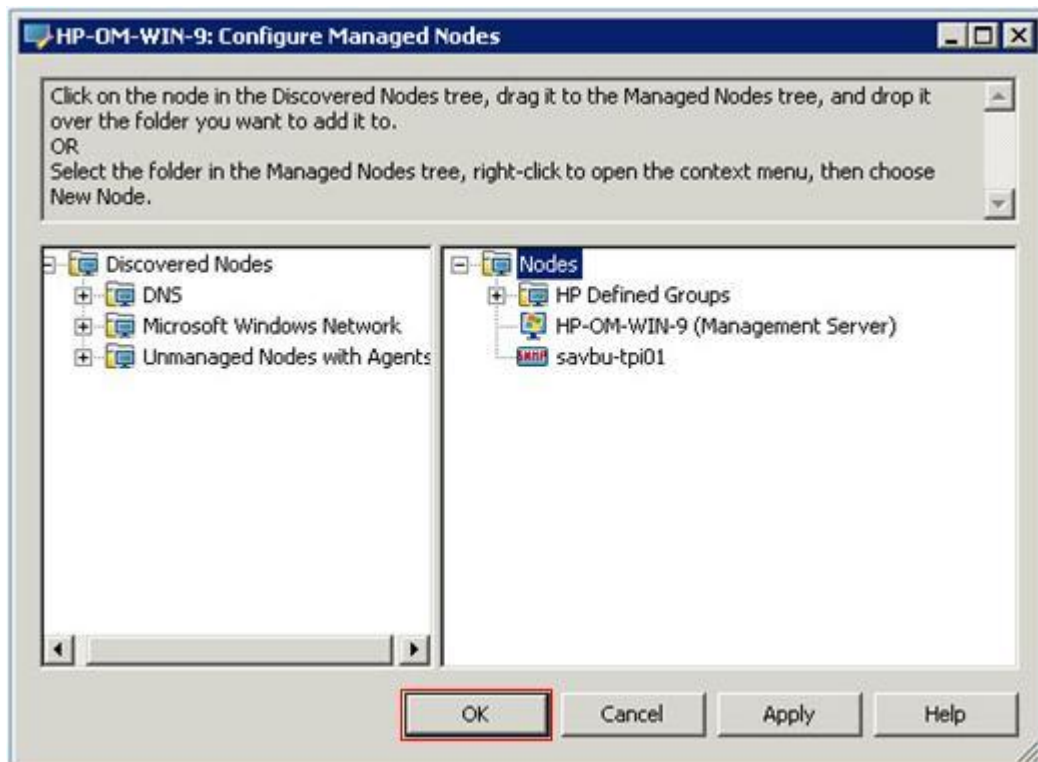 HP-OM-WIN-9: Configure Managed Nodes
Click on the node in the Discovered Nodes tree, drag it to the Managed Nodes tree, and drop it
over the folder you want to add it to.
OR
Select the folder in the Managed Nodes tree, right-click to open the context menu, then choose
New Node.
Discovered Nodes
DNS
Microsoft Windows Network
Unmanaged Nodes with Agents
Nodes
HP Defined Groups
HP-OM-WIN-9 (Management Server)
SNMP savbu-tpi01
OK Cancel Apply Help